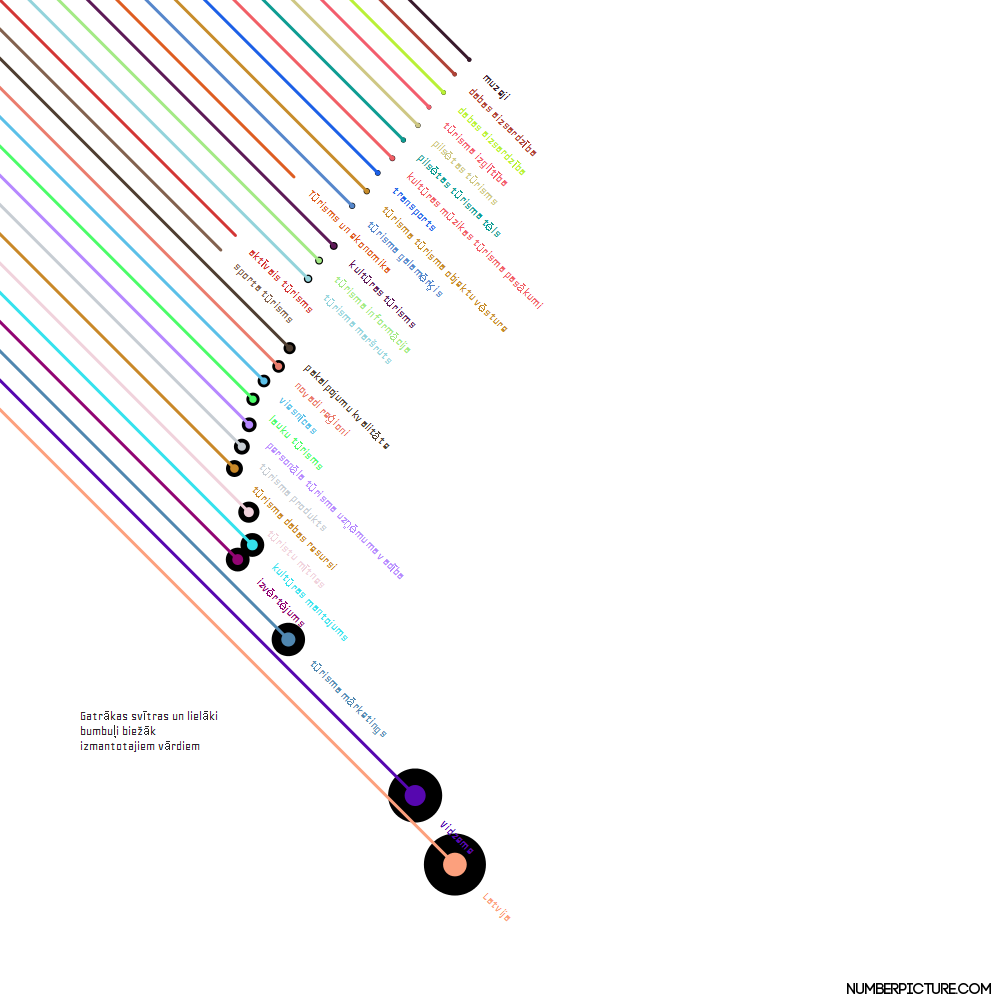 muzeji
dabas aizsardzība
dabas aizsardzība
tūrisma izglītība
pilsētas tūrisms
pilsētas tūrisma tēls
kultūras mūzikas tūrisma pasākumi
transports
tūrisma tūrisma objektu vēsture
tūrisma galamērķis
Tūrisms un ekonomika
kultūras tūrisms
tūrisma informācija
tūrisma maršruts
aktīvais tūrisms
sporta tūrisms
pakalpojumu kvalitāte
novadi reģioni
viesnīcas
lauku tūrisms
personāla tūrisma uzņēmuma vadība
tūrisma produkts
tūrisma dabas resursi
tūristu mītnes
kultūras mantojums
izvērtējums
tūrisma mārketings
Gatrākas svītras un lielāki
bumbuļi biežāk
izmantotajiem vārdiem
Vidzeme
Latvija
NUMBERPICTURE.COM